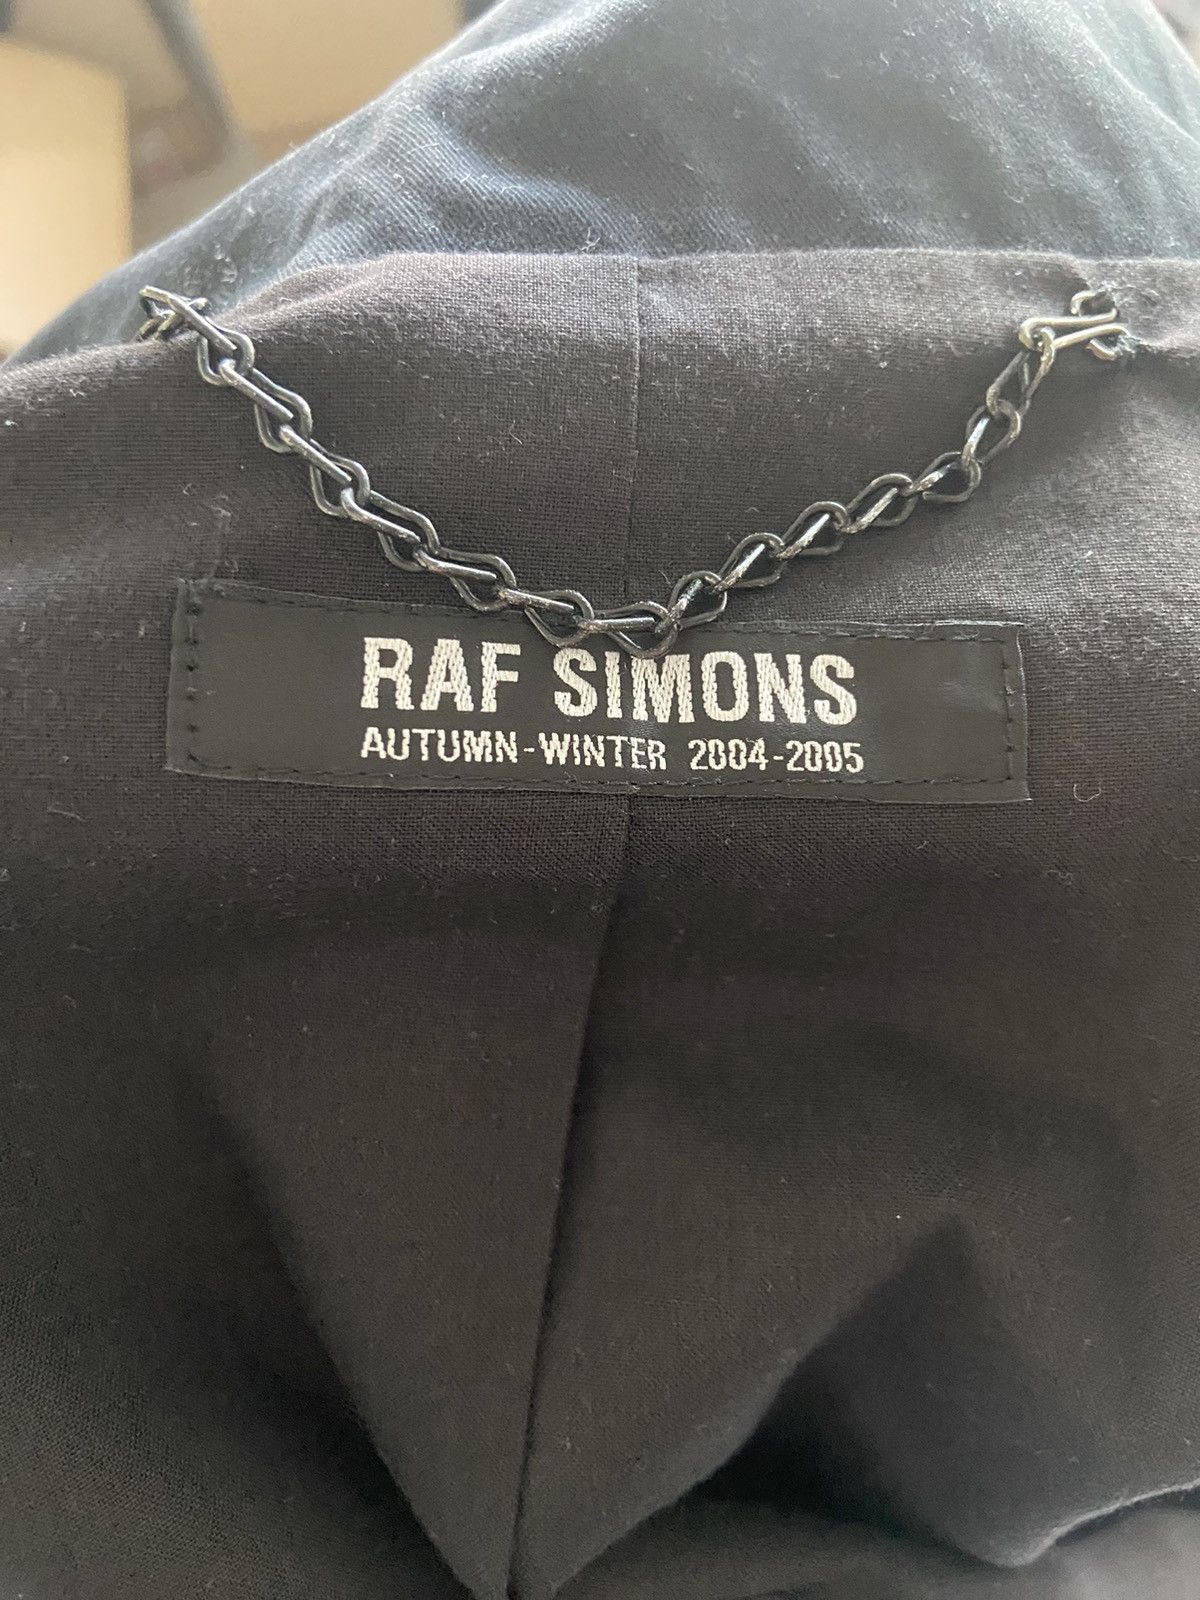 RAF SIMONS
AUTUMN-WINTER 2004-2005